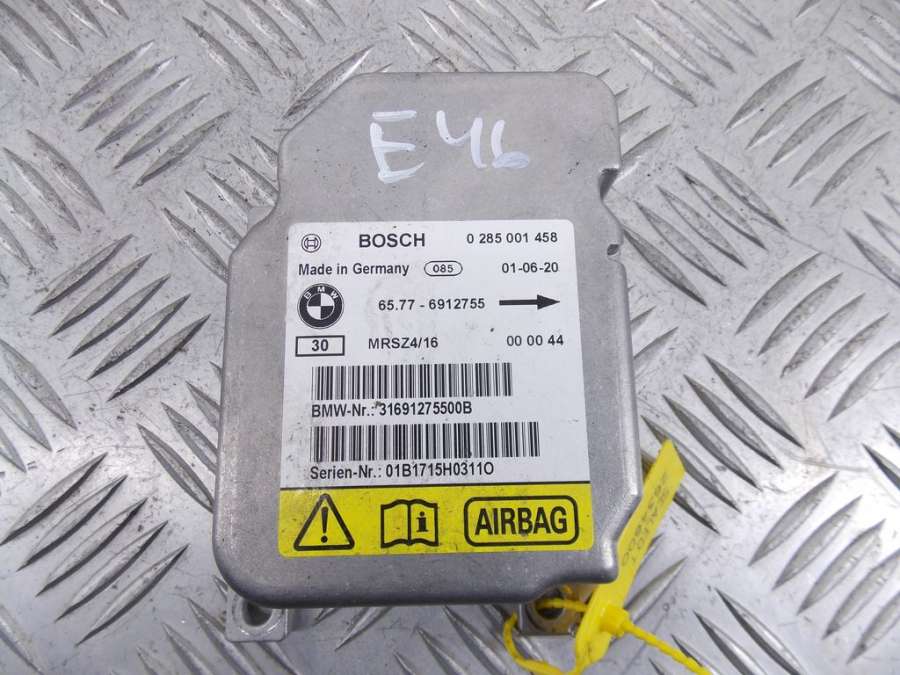 E46
BOSCH 0 285 001 458
Made in Germany 085 01-06-20
BMW
65.77 - 6912755
30 MRSZ4/16 00 00 44
BMW-Nr.: 31691275500B
Serien-Nr.: 01B1715H0311O
AIRBAG